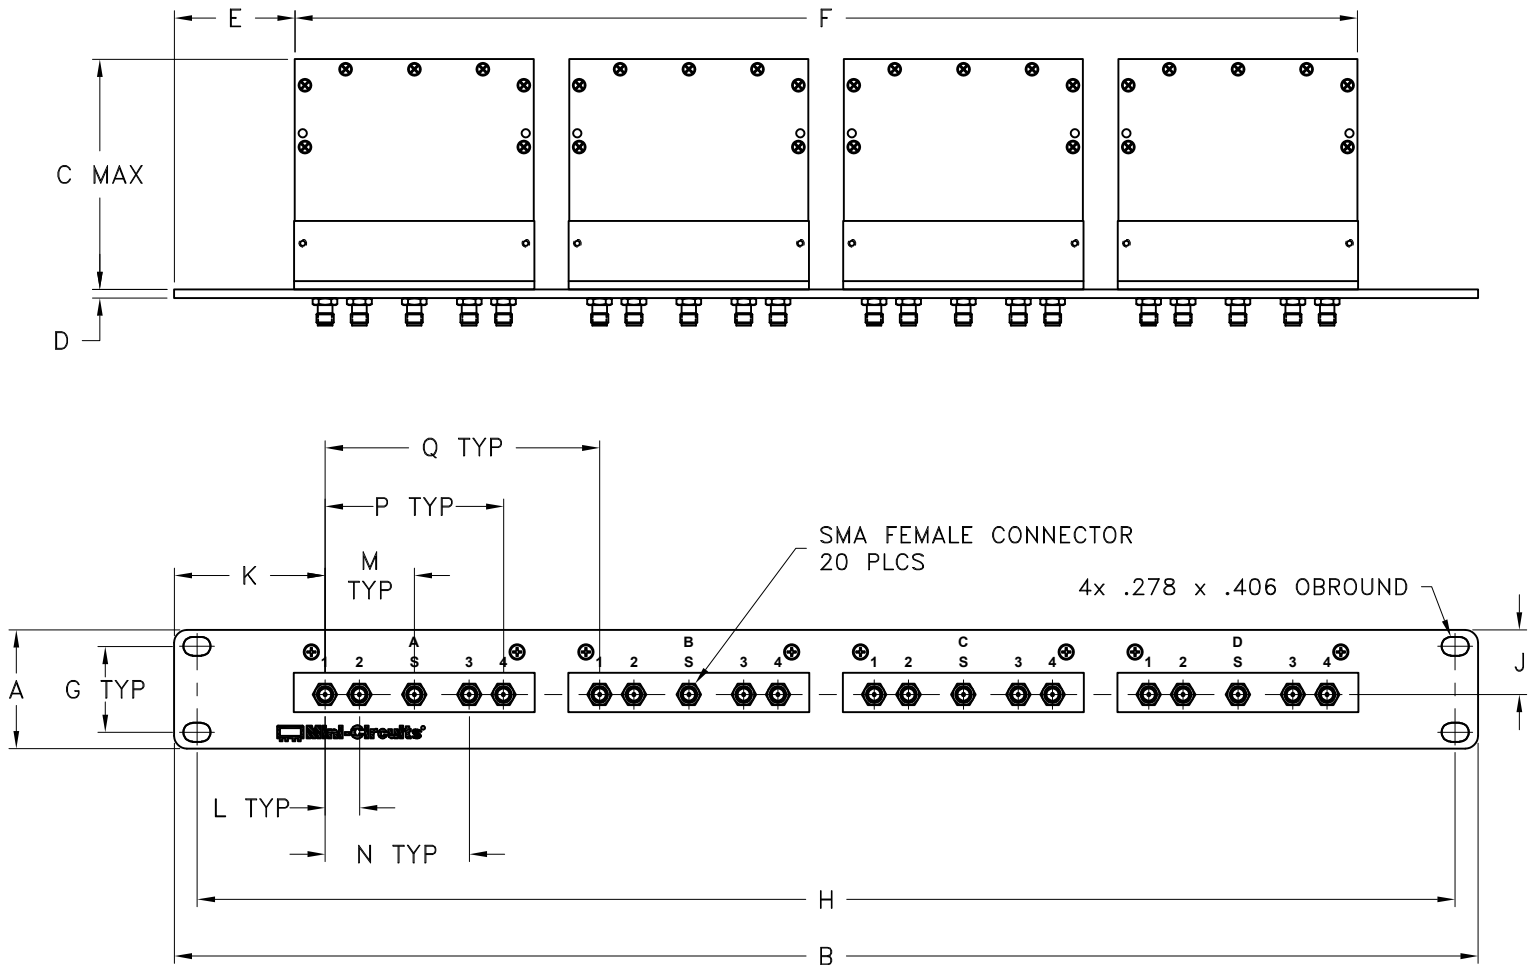 E
F
C MAX
D
Q TYP
P TYP
M
TYP
K
SMA FEMALE CONNECTOR
20 PLCS
4x .278 x .406 OBROUND
A B C D
1 2 S 3 4 1 2 S 3 4 1 2 S 3 4 1 2 S 3 4
J
A
G TYP
Mini-Circuits
L TYP
N TYP
H
B